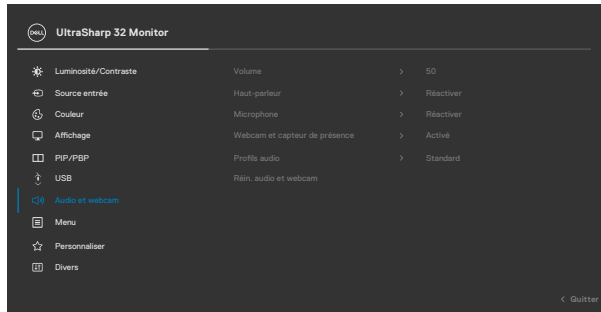 DELL UltraSharp 32 Monitor
Luminosité/Contraste Volume > 50
Source entrée Haut-parleur > Réactiver
Couleur Microphone > Réactiver
Affichage Webcam et capteur de présence > Activé
PIP/PBP Profils audio > Standard
USB Réin. audio et webcam
Audio et webcam
Menu
Personnaliser
Divers
< Quitter